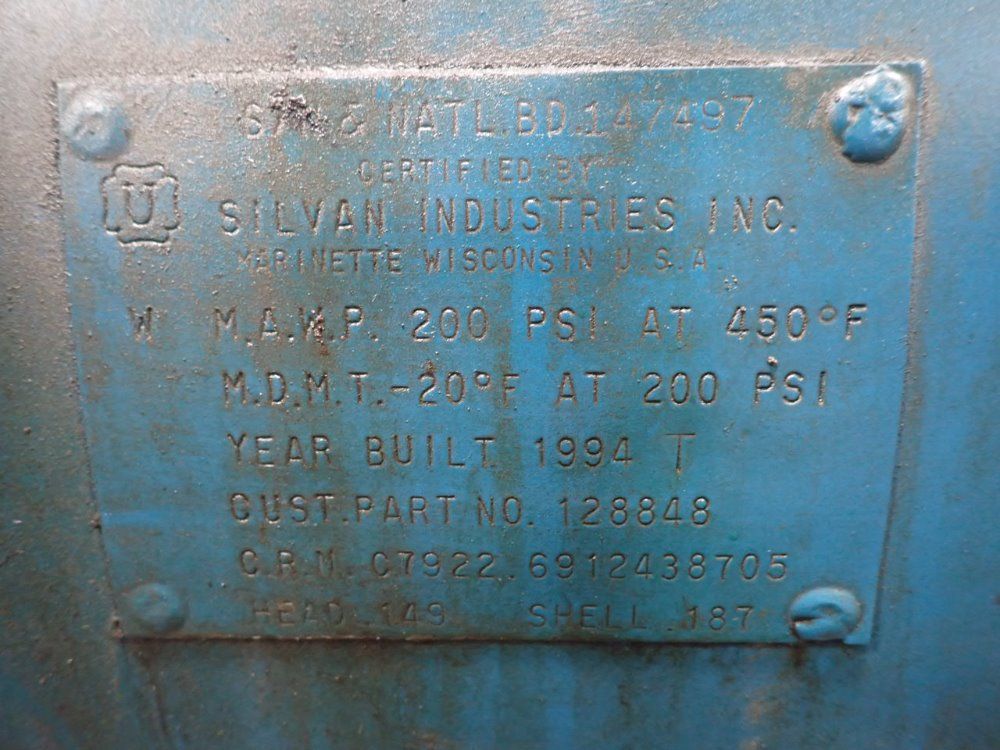 S/N & NATL.BD.147497
CERTIFIED BY
U SILVAN INDUSTRIES INC.
MARINETTE WISCONSIN U.S.A.
W M.A.W.P. 200 PSI AT 450°F
M.D.M.T.-20°F AT 200 PSI
YEAR BUILT 1994 T
CUST.PART NO. 128848
C.R.N. C7922.6912438705
HEAD .149 SHELL .187